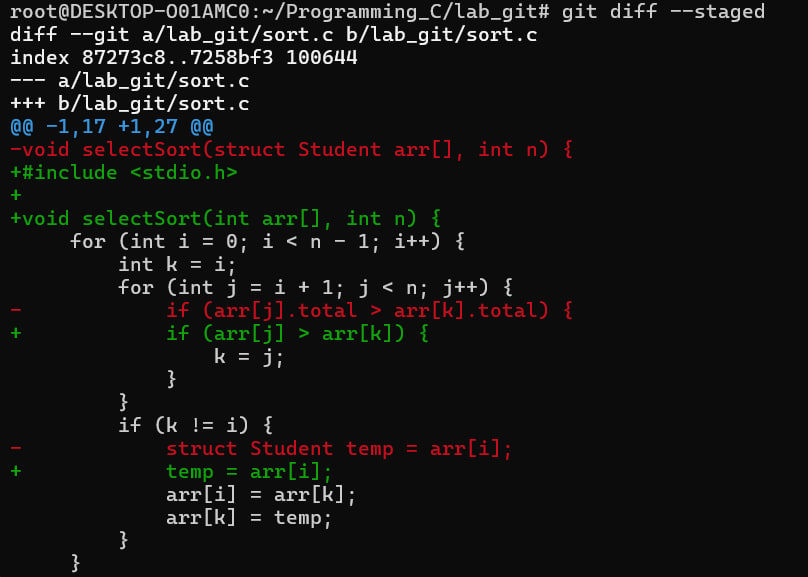 root@DESKTOP-O01AMC0:~/Programming_C/lab_git# git diff --staged
diff --git a/lab_git/sort.c b/lab_git/sort.c
index 87273c8..7258bf3 100644
--- a/lab_git/sort.c
+++ b/lab_git/sort.c
@@ -1,17 +1,27 @@
-void selectSort(struct Student arr[], int n) {
+#include <stdio.h>
+
+void selectSort(int arr[], int n) {
     for (int i = 0; i < n - 1; i++) {
         int k = i;
         for (int j = i + 1; j < n; j++) {
-            if (arr[j].total > arr[k].total) {
+            if (arr[j] > arr[k]) {
                 k = j;
             }
         }
         if (k != i) {
-            struct Student temp = arr[i];
+            temp = arr[i];
             arr[i] = arr[k];
             arr[k] = temp;
         }
     }